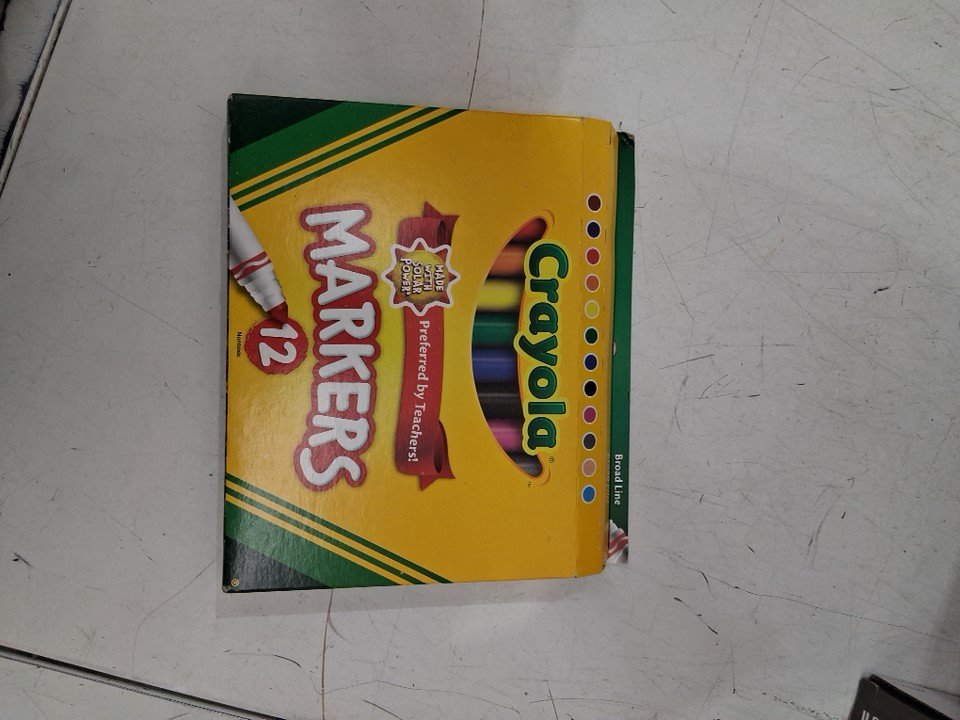 Broad Line
Crayola®
MADE
WITH
SOLAR
POWER!
Preferred by Teachers!
MARKERS
12
Nontoxic